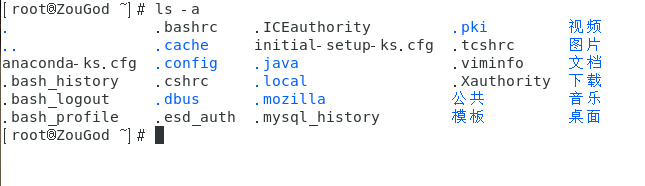 [root@ZouGod ~]# ls -a
. .bashrc .ICEauthority .pki 视频
.. .cache initial-setup-ks.cfg .tcshrc 图片
anaconda-ks.cfg .config .java .viminfo 文档
.bash_history .cshrc .local .Xauthority 下载
.bash_logout .dbus .mozilla 公共 音乐
.bash_profile .esd_auth .mysql_history 模板 桌面
[root@ZouGod ~]#